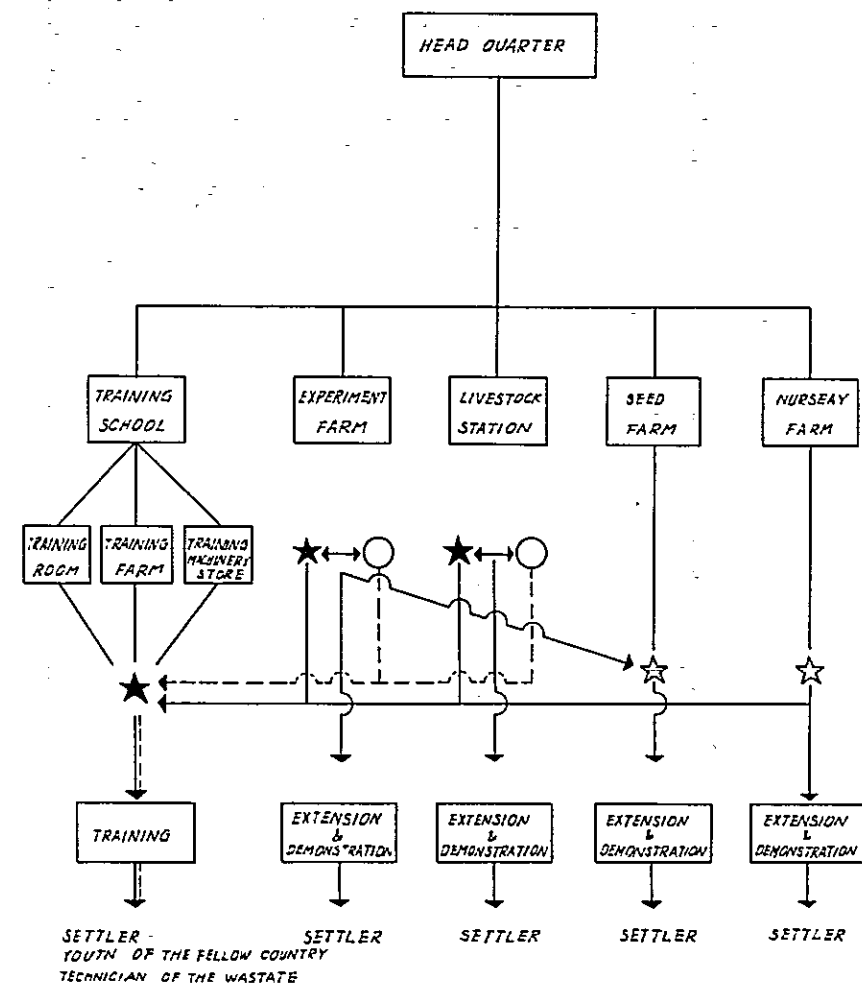 HEAD QUARTER
TRAINING
SCHOOL
EXPERIMENT
FARM
LIVESTOCK
STATION
SEED
FARM
NURSEAY
FARM
TRAINING
ROOM
TRAINING
FARM
TRAINING
MACHINERY
STORE
TRAINING
EXTENSION
&
DEMONSTRATION
EXTENSION
&
DEMONSTRATION
EXTENSION
&
DEMONSTRATION
EXTENSION
&
DEMONSTRATION
SETTLER -
YOUTN OF THE FELLOW COUNTRY
TECHNICIAN OF THE WASTATE
SETTLER
SETTLER
SETTLER
SETTLER